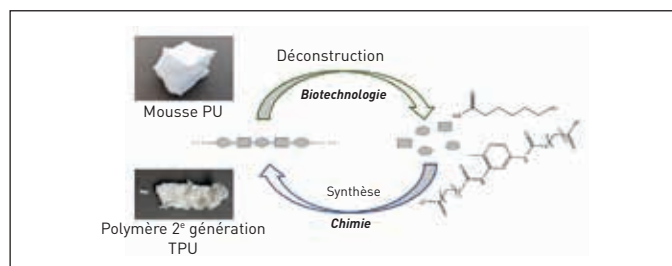 Déconstruction
Biotechnologie
Mousse PU
Synthèse
Chimie
Polymère 2e génération
TPU